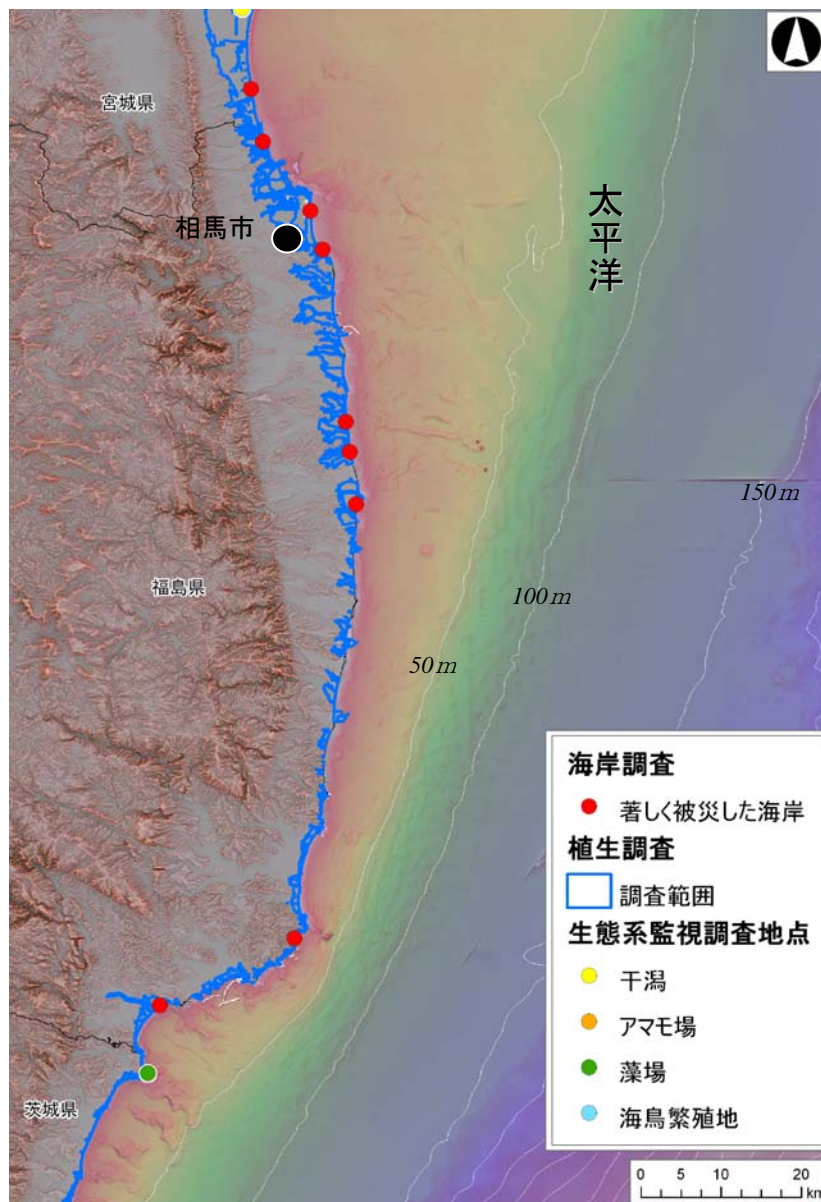 宮城県
相馬市
太平洋
150 m
福島県
100 m
50 m
海岸調査
著しく被災した海岸
植生調査
調査範囲
生態系監視調査地点
干潟
アマモ場
藻場
海鳥繁殖地
茨城県
0 5 10 20
km